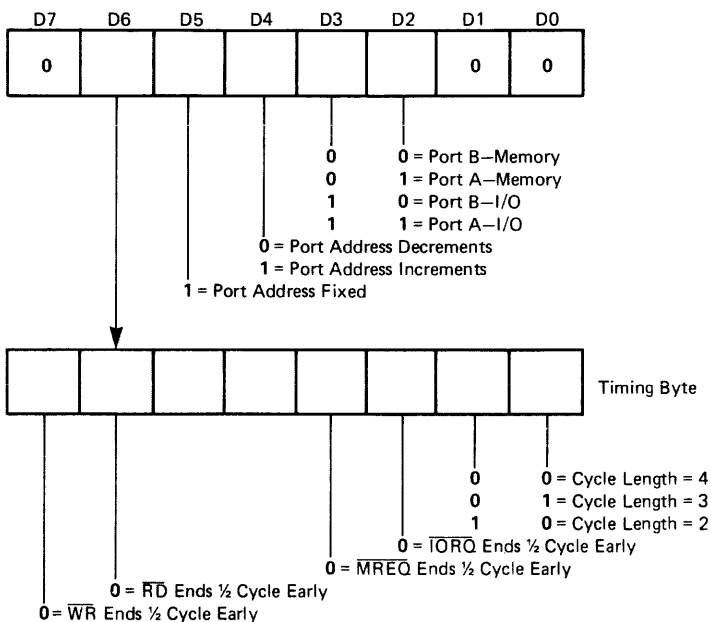 D7 D6 D5 D4 D3 D2 D1 D0
0 0 0
0 0 = Port B—Memory
0 1 = Port A—Memory
1 0 = Port B—I/O
1 1 = Port A—I/O
0 = Port Address Decrements
1 = Port Address Increments
1 = Port Address Fixed
Timing Byte
0 0 = Cycle Length = 4
0 1 = Cycle Length = 3
1 0 = Cycle Length = 2
0 = I̅O̅R̅Q̅ Ends ½ Cycle Early
0 = M̅R̅E̅Q̅ Ends ½ Cycle Early
0 = R̅D̅ Ends ½ Cycle Early
0 = W̅R̅ Ends ½ Cycle Early